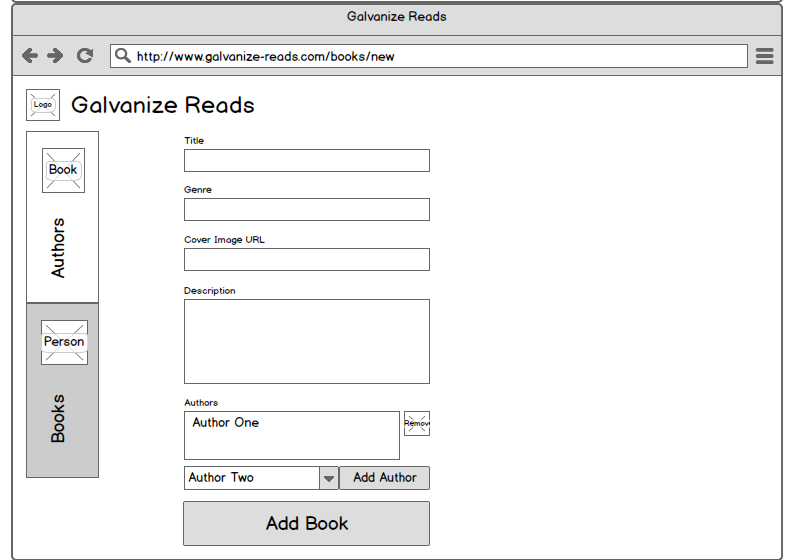 Galvanize Reads
http://www.galvanize-reads.com/books/new
Logo
Galvanize Reads
Book
Authors
Person
Books
Title
Genre
Cover Image URL
Description
Authors
Author One
Remov
Author Two
Add Author
Add Book